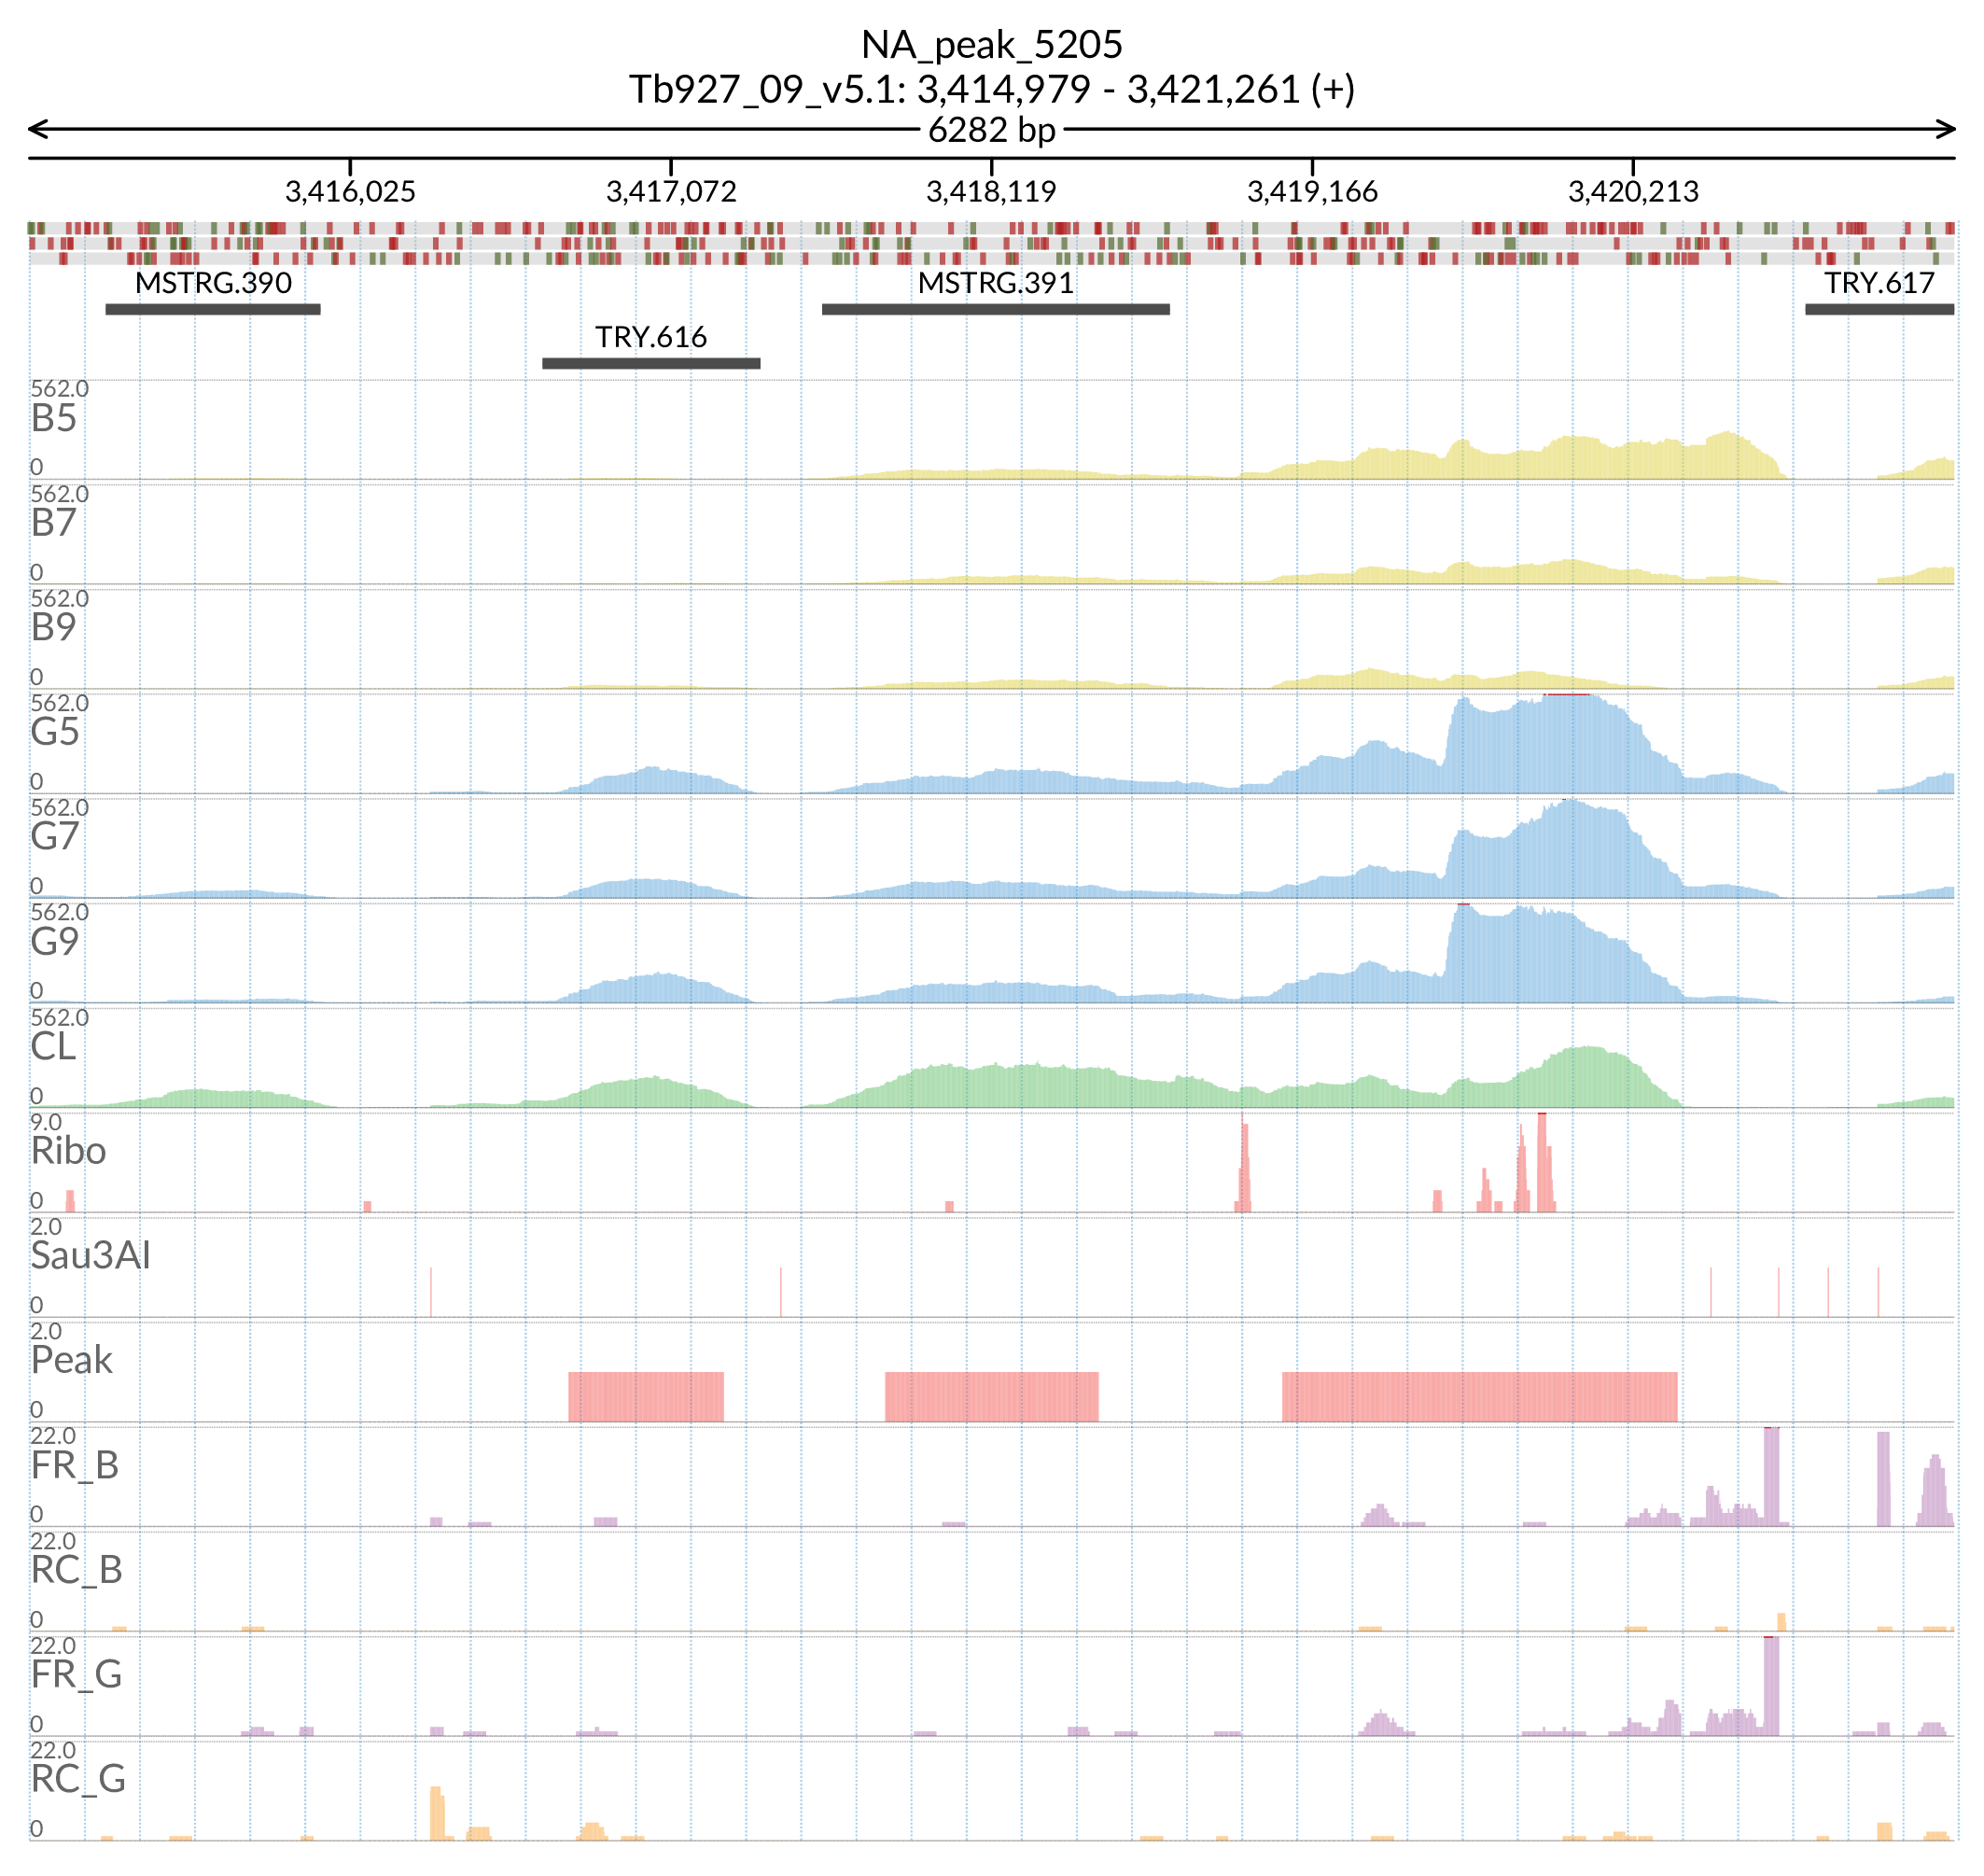 NA_peak_5205
Tb927_09_v5.1: 3,414,979 - 3,421,261 (+)
6282 bp
3,416,025 3,417,072 3,418,119 3,419,166 3,420,213
MSTRG.390 MSTRG.391 TRY.617
TRY.616
562.0
B5
0
562.0
B7
0
562.0
B9
0
562.0
G5
0
562.0
G7
0
562.0
G9
0
562.0
CL
0
9.0
Ribo
0
2.0
Sau3AI
0
2.0
Peak
0
22.0
FR_B
0
22.0
RC_B
0
22.0
FR_G
0
22.0
RC_G
0